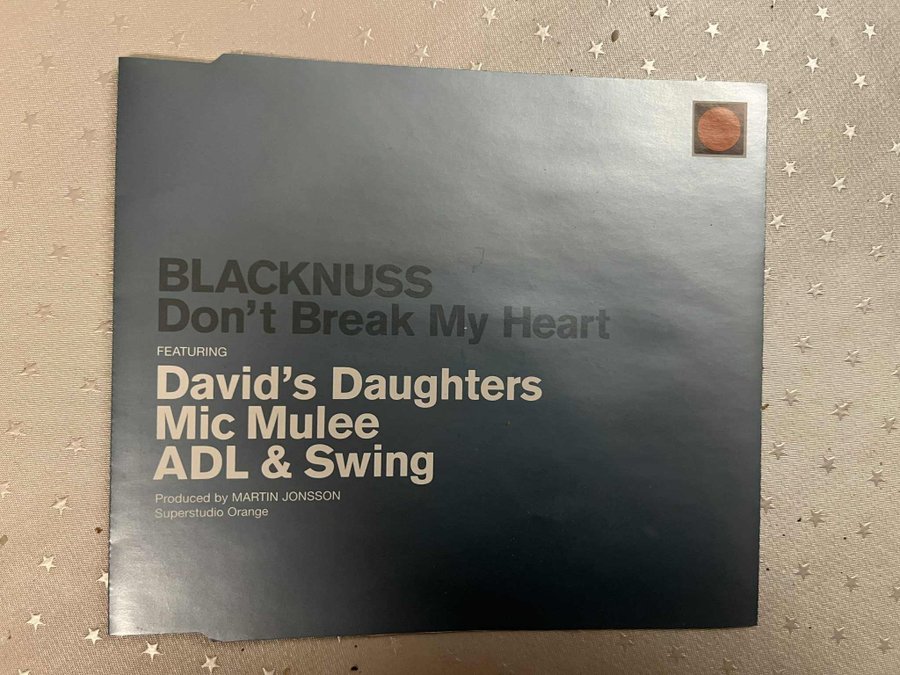 BLACKNUSS
Don't Break My Heart
FEATURING
David's Daughters
Mic Mulee
ADL & Swing
Produced by MARTIN JONSSON
Superstudio Orange